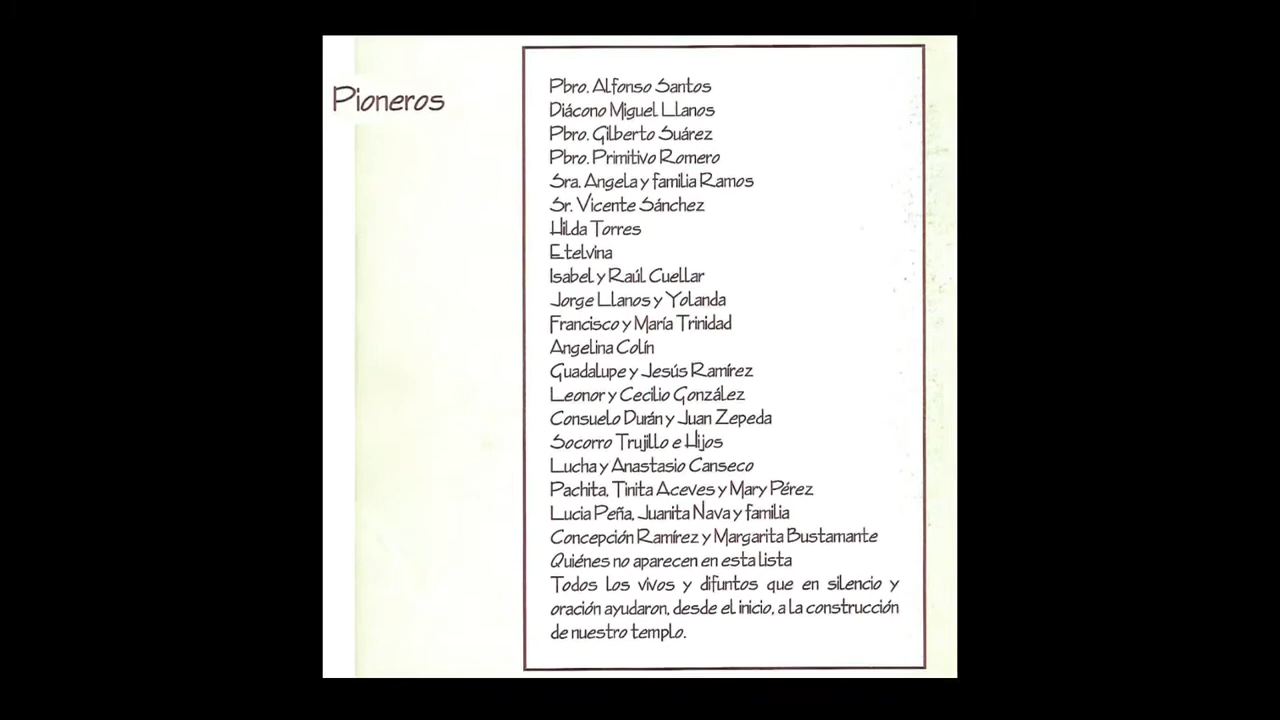 Pioneros
Pbro. Alfonso Santos
Diácono Miguel Llanos
Pbro. Gilberto Suárez
Pbro. Primitivo Romero
Sra. Angela y familia Ramos
Sr. Vicente Sánchez
Hilda Torres
Etelvina
Isabel y Raúl Cuellar
Jorge Llanos y Yolanda
Francisco y María Trinidad
Angelina Colín
Guadalupe y Jesús Ramírez
Leonor y Cecilio González
Consuelo Durán y Juan Zepeda
Socorro Trujillo e Hijos
Lucha y Anastasio Canseco
Pachita, Tinita Aceves y Mary Pérez
Lucia Peña, Juanita Nava y familia
Concepción Ramírez y Margarita Bustamante
Quiénes no aparecen en esta lista
Todos los vivos y difuntos que en silencio y
oración ayudaron, desde el inicio, a la construcción
de nuestro templo.